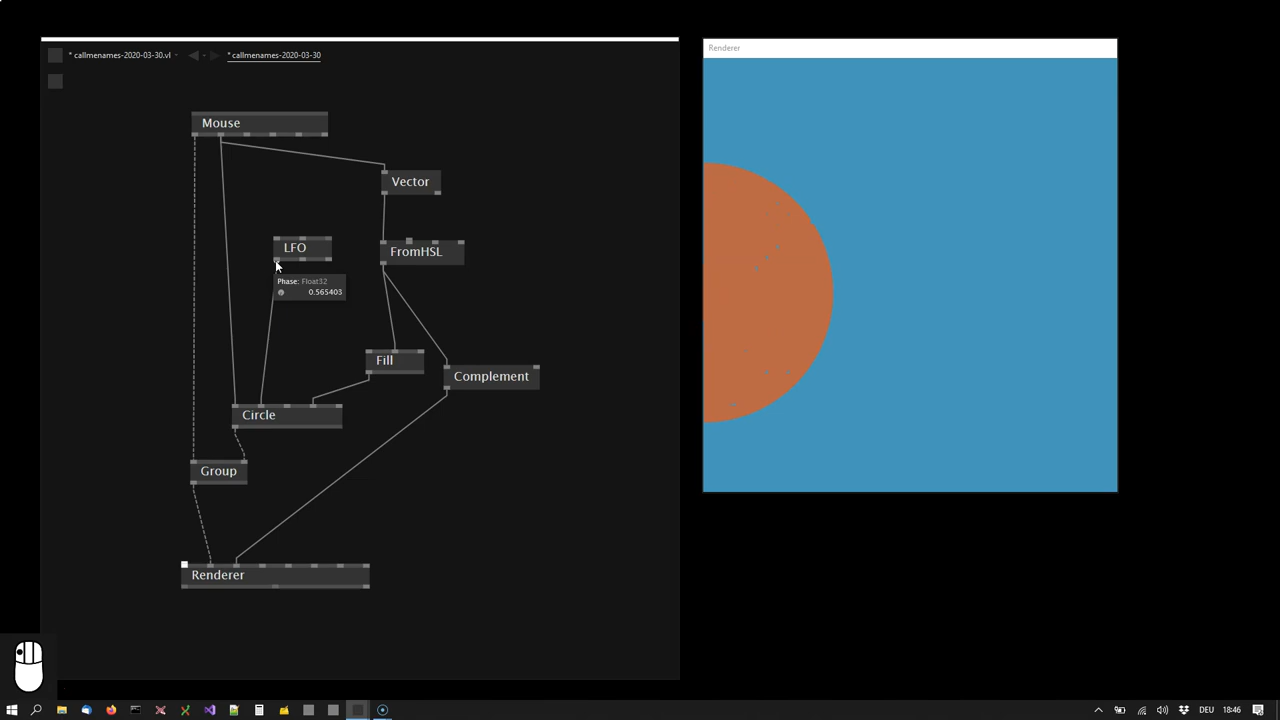 * callmenames-2020-03-30.vl
* callmenames-2020-03-30
Renderer
Mouse
Vector
LFO
FromHSL
Phase: Float32
0.565403
Fill
Complement
Circle
Group
Renderer
DEU
18:46